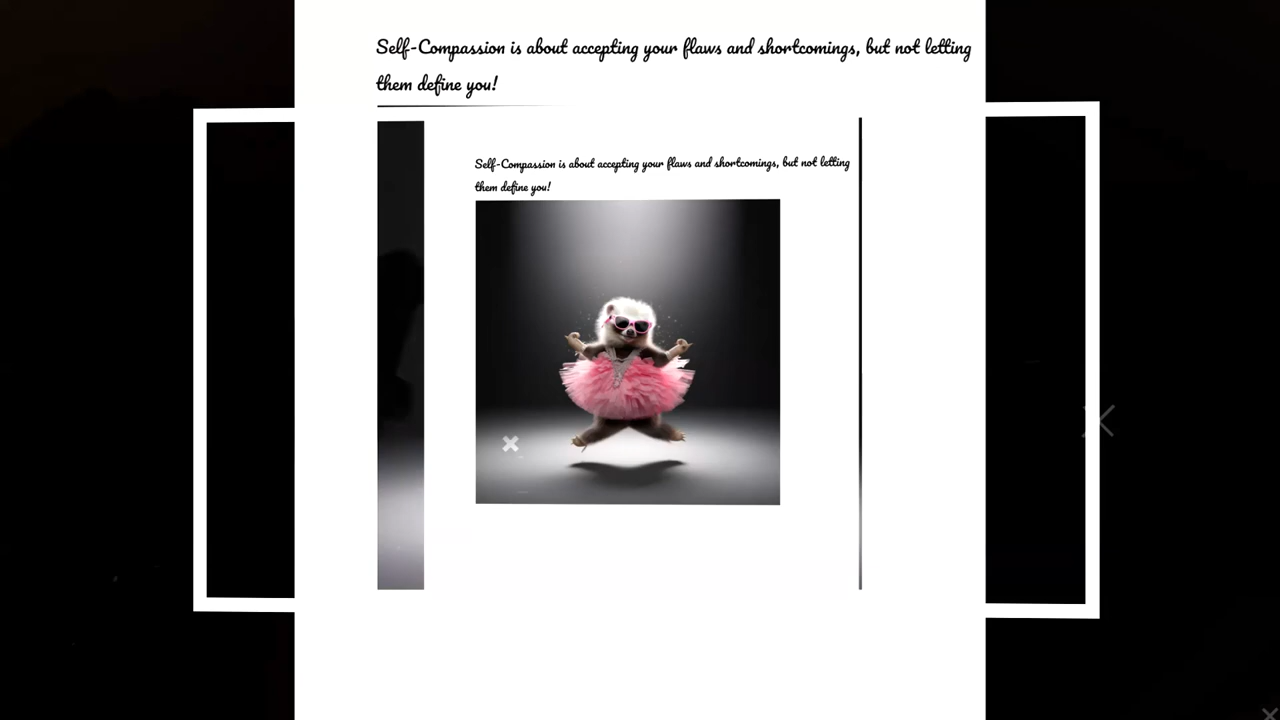 Self-Compassion is about accepting your flaws and shortcomings, but not letting
them define you!
Self-Compassion is about accepting your flaws and shortcomings, but not letting
them define you!